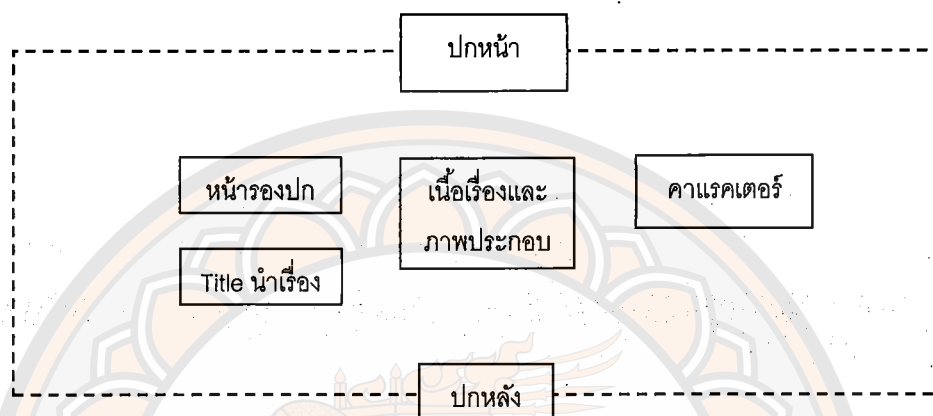 ปกหน้า
หน้ารองปก
Title นำเรื่อง
เนื้อเรื่องและ
ภาพประกอบ
คาแรคเตอร์
ปกหลัง